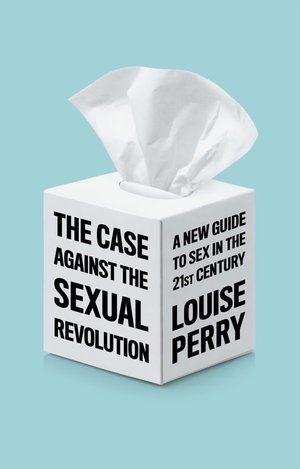 THE CASE
AGAINST THE
SEXUAL
REVOLUTION
A NEW GUIDE
TO SEX IN THE
21ST CENTURY
LOUISE
PERRY